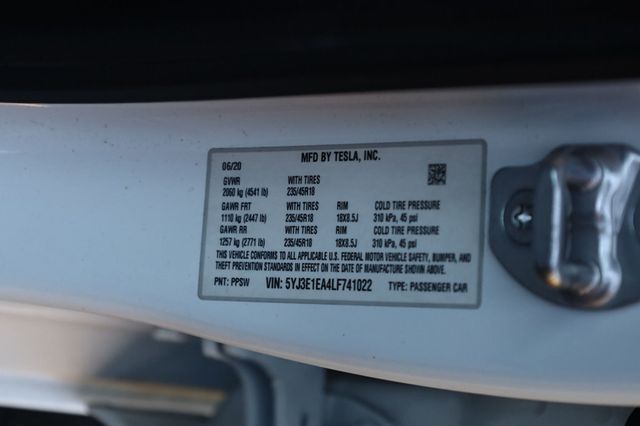 MFD BY TESLA, INC.
06/20
GVWR WITH TIRES
2060 kg (4541 lb) 235/45R18
GAWR FRT WITH TIRES RIM COLD TIRE PRESSURE
1110 kg (2447 lb) 235/45R18 18X8.5J 310 kPa, 45 psi
GAWR RR WITH TIRES RIM COLD TIRE PRESSURE
1257 kg (2771 lb) 235/45R18 18X8.5J 310 kPa, 45 psi
THIS VEHICLE CONFORMS TO ALL APPLICABLE U.S. FEDERAL MOTOR VEHICLE SAFETY, BUMPER, AND
THEFT PREVENTION STANDARDS IN EFFECT ON THE DATE OF MANUFACTURE SHOWN ABOVE.
PNT: PPSW VIN: 5YJ3E1EA4LF741022 TYPE: PASSENGER CAR